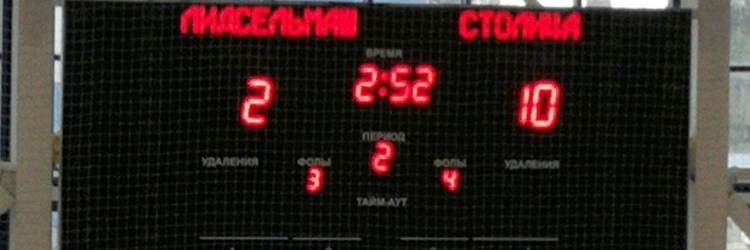 ЛИДСЕЛЬМАШ СТОЛИЦА
ВРЕМЯ
2 2:52 10
ПЕРИОД
2
УДАЛЕНИЯ ФОЛЫ ФОЛЫ УДАЛЕНИЯ
3 4
ТАЙМ-АУТ